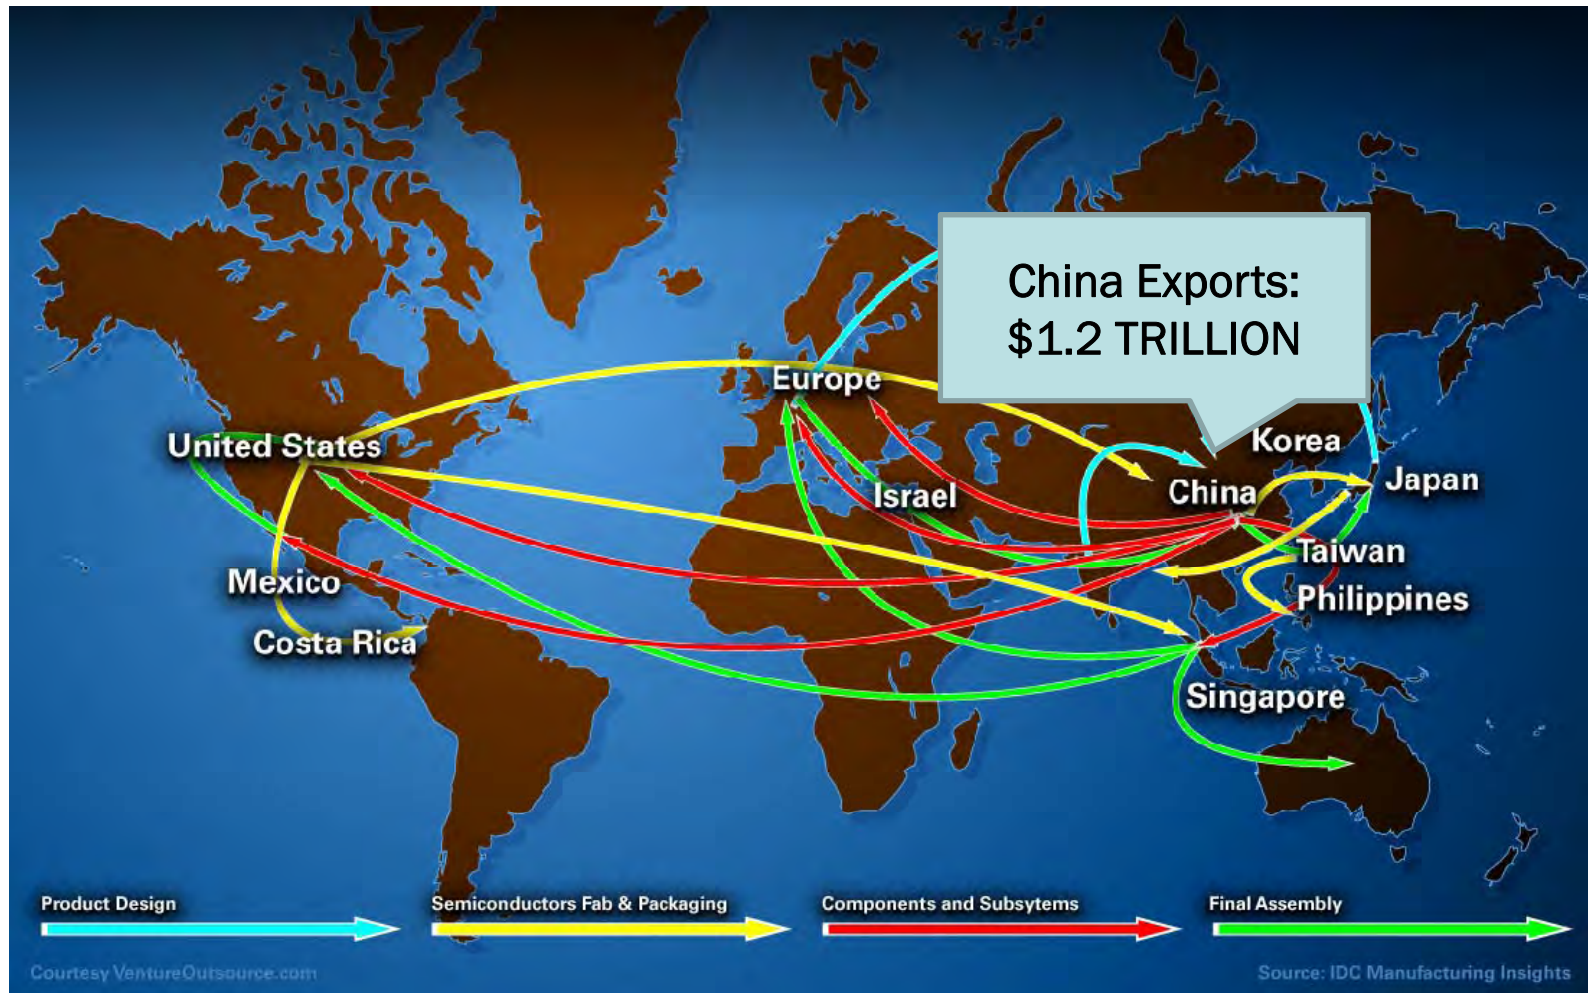 China Exports:
$1.2 TRILLION
Europe
United States
Korea
Israel
China
Japan
Taiwan
Mexico
Philippines
Costa Rica
Singapore
Product Design
Semiconductors Fab & Packaging
Components and Subsytems
Final Assembly
Courtesy VentureOutsource.com
Source: IDC Manufacturing Insights